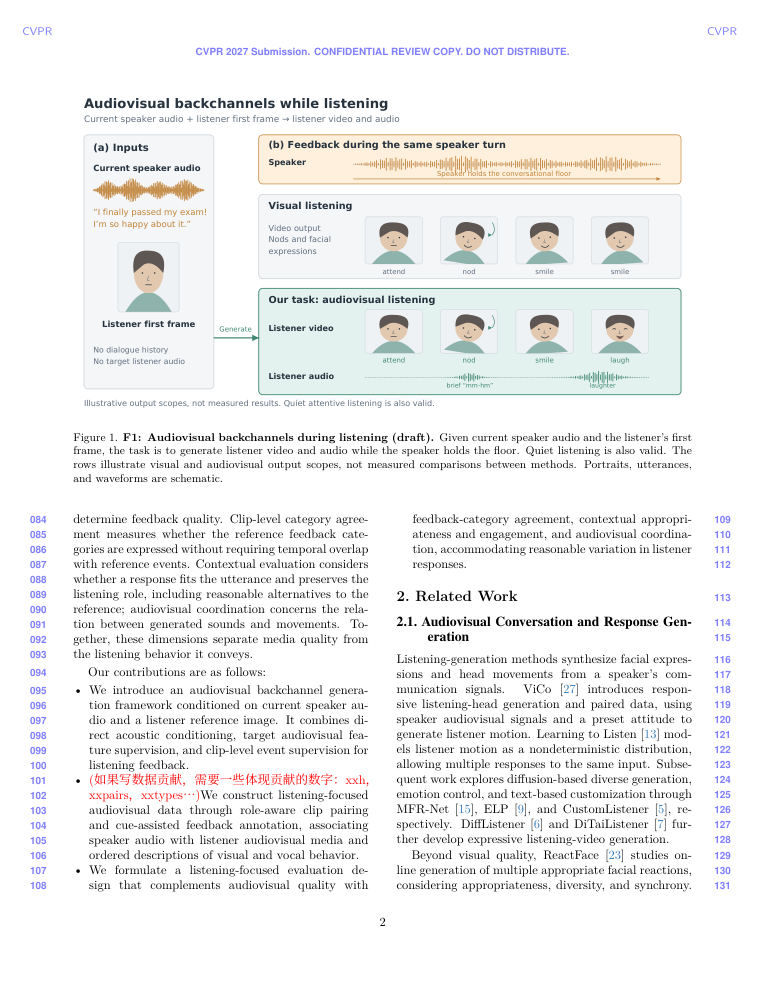 CVPR
CVPR
CVPR 2027 Submission. CONFIDENTIAL REVIEW COPY. DO NOT DISTRIBUTE.
Audiovisual backchannels while listening
Current speaker audio + listener first frame → listener video and audio
(a) Inputs
Current speaker audio
“I finally passed my exam!
I’m so happy about it.”
Listener first frame
No dialogue history
No target listener audio
Generate
(b) Feedback during the same speaker turn
Speaker
Speaker holds the conversational floor
Visual listening
Video output
Nods and facial
expressions
attend nod smile smile
Our task: audiovisual listening
Listener video
attend nod smile laugh
Listener audio
brief “mm-hm” laughter
Illustrative output scopes, not measured results. Quiet attentive listening is also valid.
Figure 1. F1: Audiovisual backchannels during listening (draft). Given current speaker audio and the listener’s first
frame, the task is to generate listener video and audio while the speaker holds the floor. Quiet listening is also valid. The
rows illustrate visual and audiovisual output scopes, not measured comparisons between methods. Portraits, utterances,
and waveforms are schematic.
084 determine feedback quality. Clip-level category agree-
085 ment measures whether the reference feedback cate-
086 gories are expressed without requiring temporal overlap
087 with reference events. Contextual evaluation considers
088 whether a response fits the utterance and preserves the
089 listening role, including reasonable alternatives to the
090 reference; audiovisual coordination concerns the rela-
091 tion between generated sounds and movements. To-
092 gether, these dimensions separate media quality from
093 the listening behavior it conveys.
094 Our contributions are as follows:
095 • We introduce an audiovisual backchannel genera-
096 tion framework conditioned on current speaker au-
097 dio and a listener reference image. It combines di-
098 rect acoustic conditioning, target audiovisual fea-
099 ture supervision, and clip-level event supervision for
100 listening feedback.
101 • (如果写数据贡献，需要一些体现贡献的数字：xxh,
102 xxpairs, xxtypes···)We construct listening-focused
103 audiovisual data through role-aware clip pairing
104 and cue-assisted feedback annotation, associating
105 speaker audio with listener audiovisual media and
106 ordered descriptions of visual and vocal behavior.
107 • We formulate a listening-focused evaluation de-
108 sign that complements audiovisual quality with
feedback-category agreement, contextual appropri- 109
ateness and engagement, and audiovisual coordina- 110
tion, accommodating reasonable variation in listener 111
responses. 112
2. Related Work 113
2.1. Audiovisual Conversation and Response Gen- 114
eration 115
Listening-generation methods synthesize facial expres- 116
sions and head movements from a speaker’s com- 117
munication signals. ViCo [27] introduces respon- 118
sive listening-head generation and paired data, using 119
speaker audiovisual signals and a preset attitude to 120
generate listener motion. Learning to Listen [13] mod- 121
els listener motion as a nondeterministic distribution, 122
allowing multiple responses to the same input. Subse- 123
quent work explores diffusion-based diverse generation, 124
emotion control, and text-based customization through 125
MFR-Net [15], ELP [9], and CustomListener [5], re- 126
spectively. DiffListener [6] and DiTaiListener [7] fur- 127
ther develop expressive listening-video generation. 128
Beyond visual quality, ReactFace [23] studies on- 129
line generation of multiple appropriate facial reactions, 130
considering appropriateness, diversity, and synchrony. 131
2